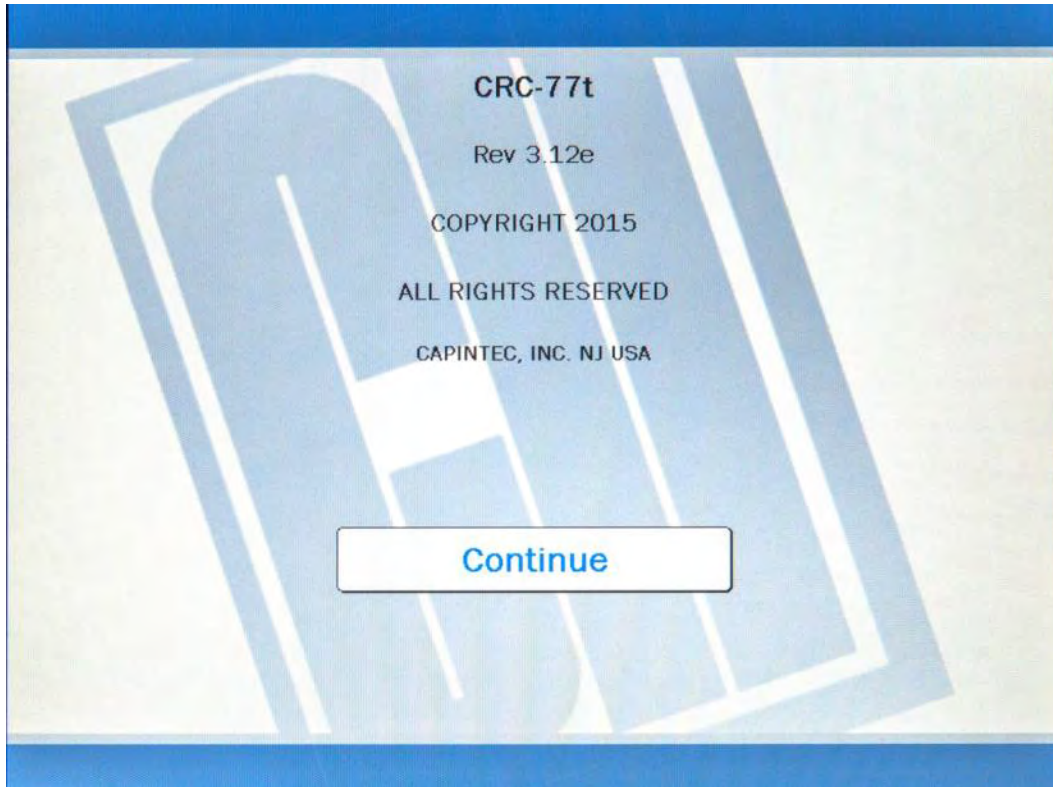 CRC-77t
Rev 3.12e
COPYRIGHT 2015
ALL RIGHTS RESERVED
CAPINTEC, INC. NJ USA
Continue